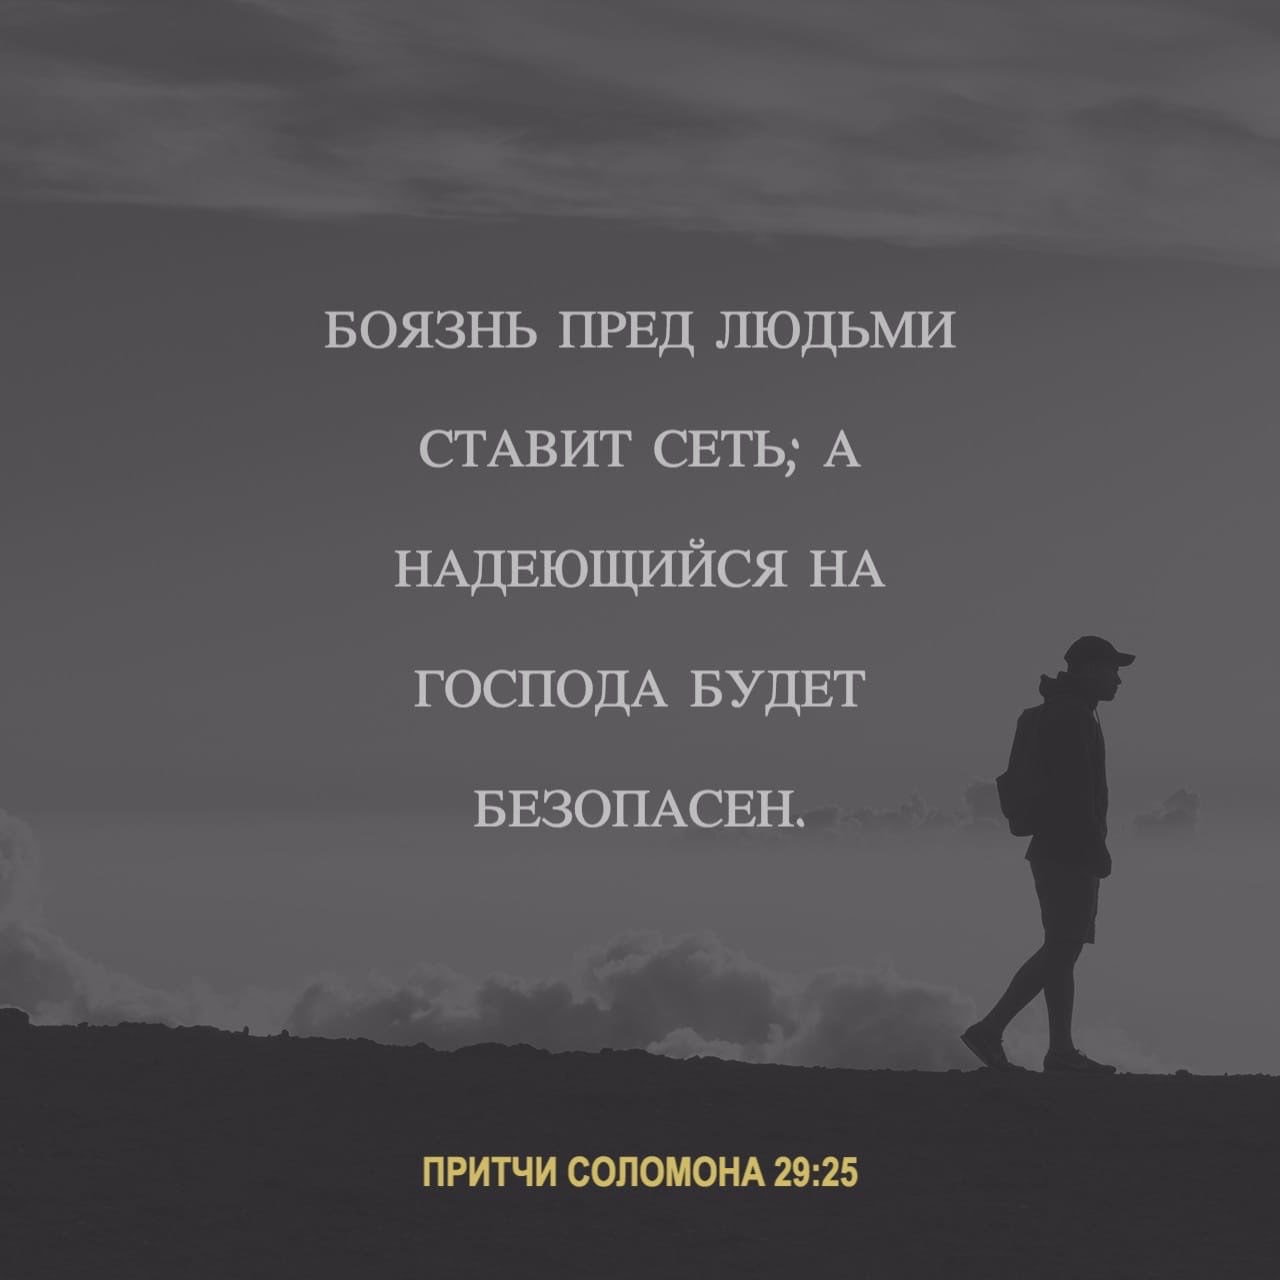 БОЯЗНЬ ПРЕД ЛЮДЬМИ
СТАВИТ СЕТЬ; А
НАДЕЮЩИЙСЯ НА
ГОСПОДА БУДЕТ
БЕЗОПАСЕН.
ПРИТЧИ СОЛОМОНА 29:25